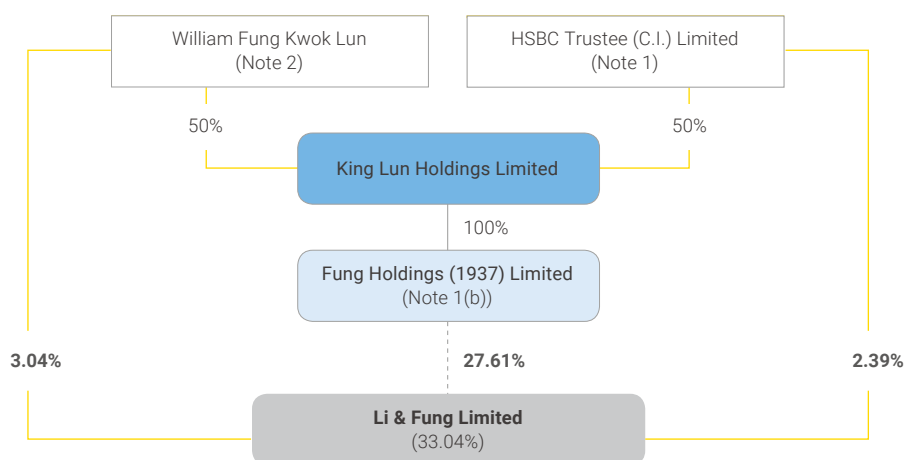 William Fung Kwok Lun
(Note 2)
HSBC Trustee (C.I.) Limited
(Note 1)
50%
50%
King Lun Holdings Limited
100%
Fung Holdings (1937) Limited
(Note 1(b))
3.04%
27.61%
2.39%
Li & Fung Limited
(33.04%)